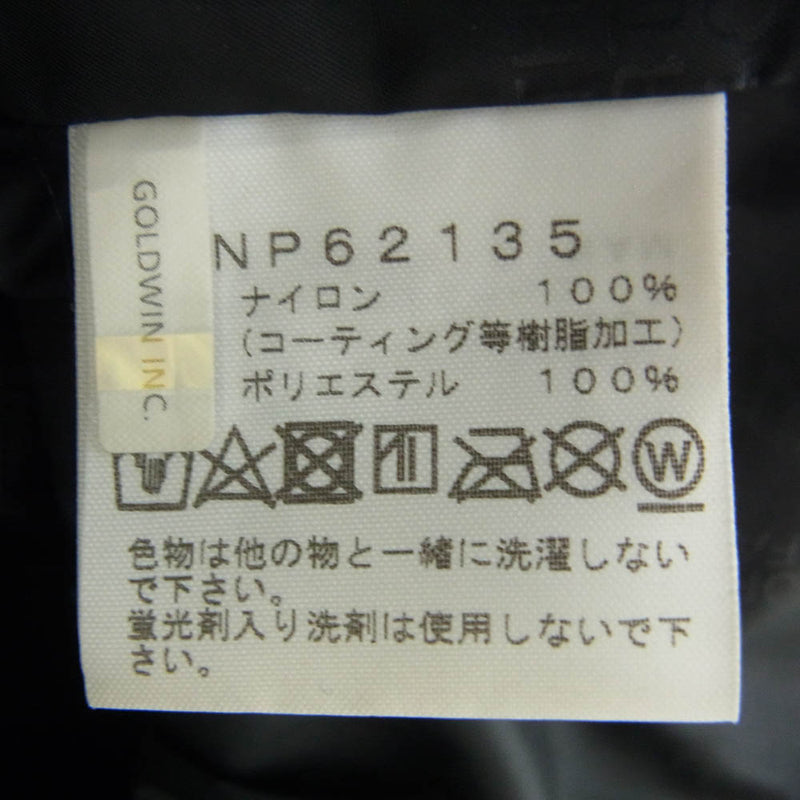 GOLDWIN INC.
NP62135
ナイロン 100%
(コーティング等樹脂加工)
ポリエステル 100%
W
色物は他の物と一緒に洗濯しない
で下さい。
蛍光剤入り洗剤は使用しないで下
さい。